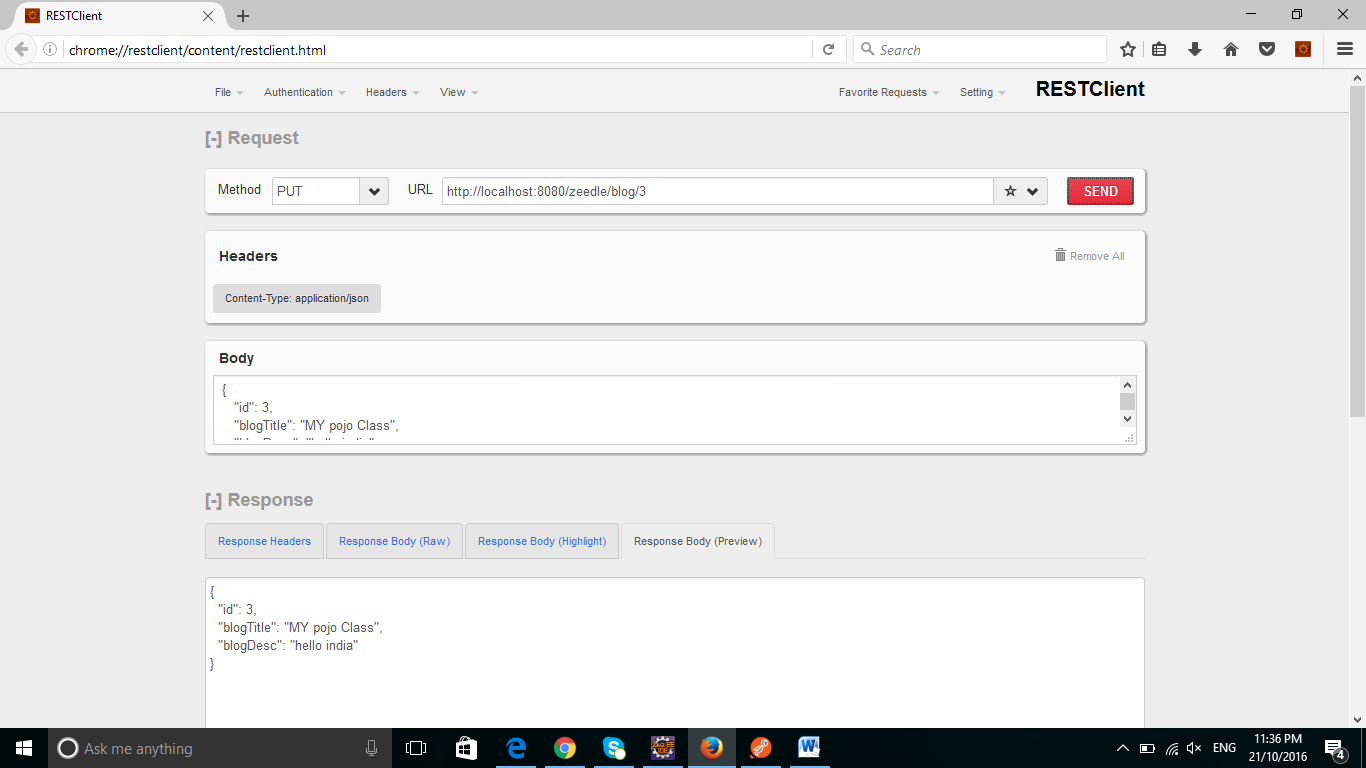 RESTClient
chrome://restclient/content/restclient.html
Search
File
Authentication
Headers
View
Favorite Requests
Setting
RESTClient
[-] Request
Method
PUT
URL
http://localhost:8080/zeedle/blog/3
SEND
Headers
Remove All
Content-Type: application/json
Body
{
"id": 3,
"blogTitle": "MY pojo Class",
[-] Response
Response Headers
Response Body (Raw)
Response Body (Highlight)
Response Body (Preview)
{
"id": 3,
"blogTitle": "MY pojo Class",
"blogDesc": "hello india"
}
Ask me anything
ENG
11:36 PM
21/10/2016
4